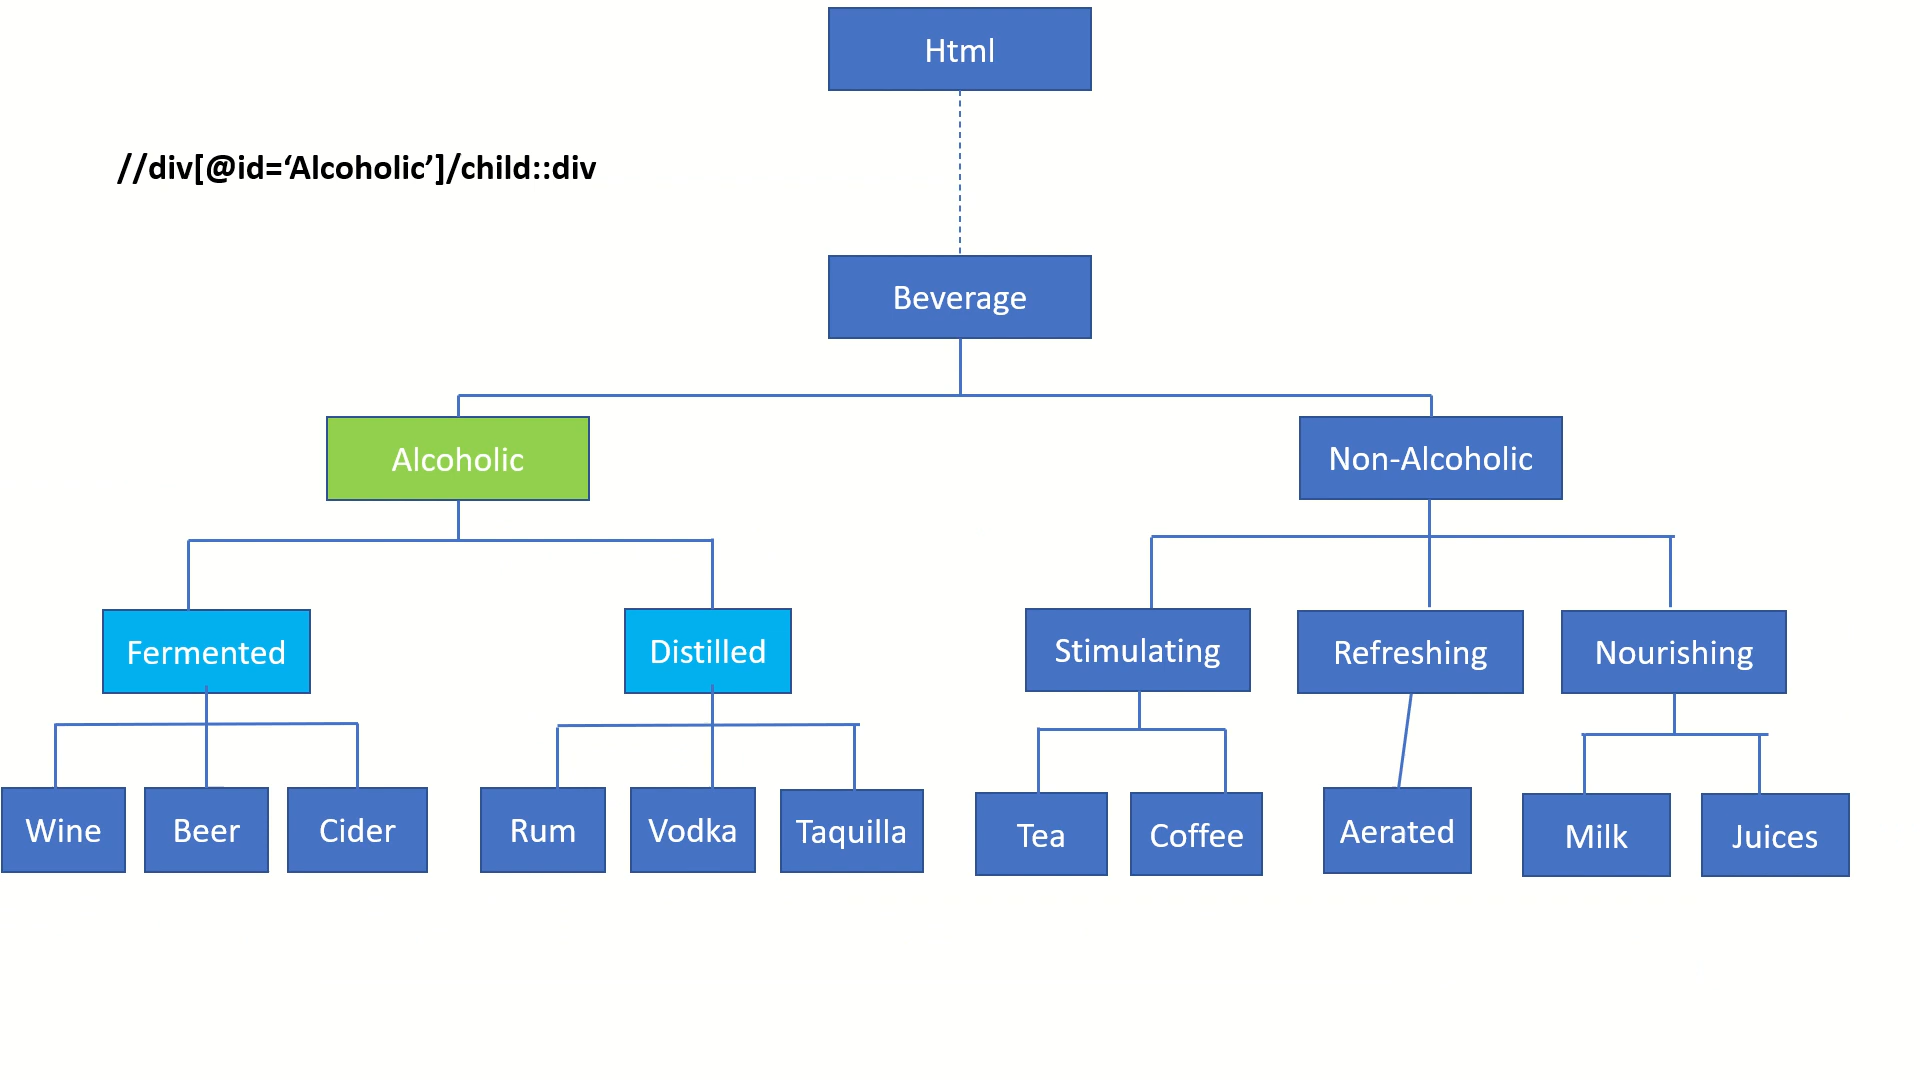 Html
//div[@id=‘Alcoholic’]/child::div
Beverage
Alcoholic
Non-Alcoholic
Fermented
Distilled
Stimulating
Refreshing
Nourishing
Wine
Beer
Cider
Rum
Vodka
Taquilla
Tea
Coffee
Aerated
Milk
Juices